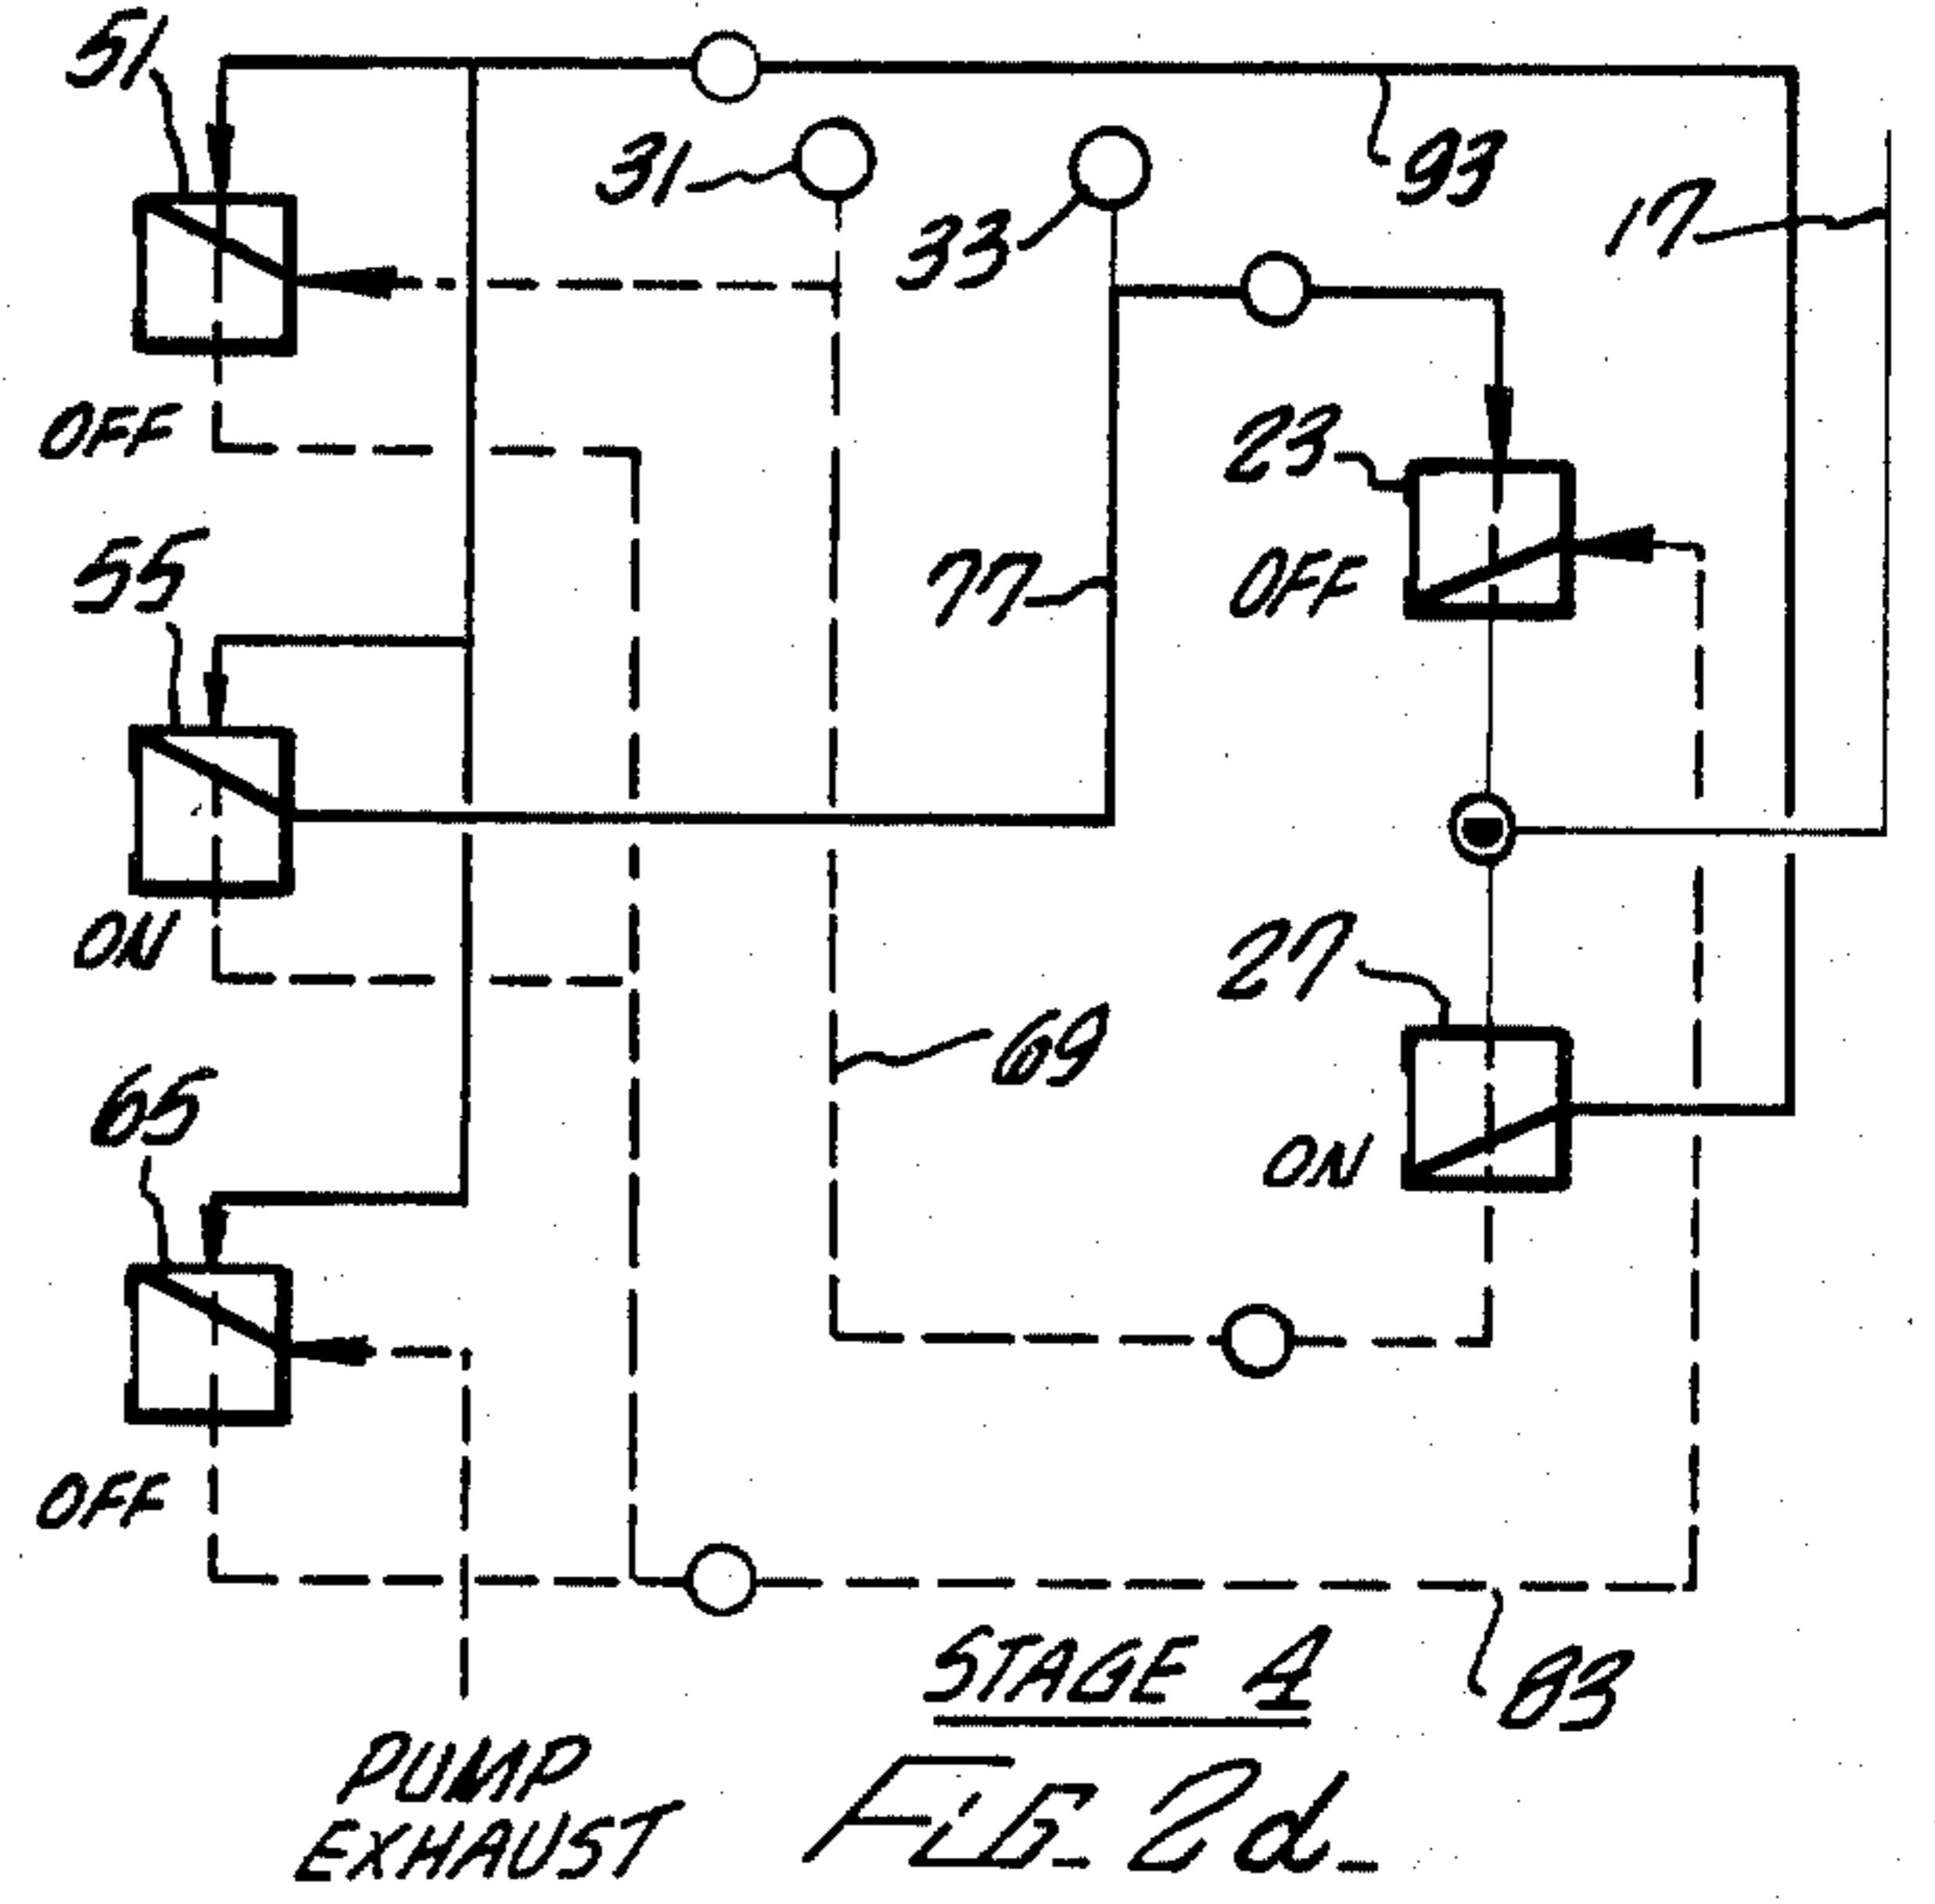 51
31
33
93
17
OFF
23
OFF
55
77
ON
27
69
65
ON
OFF
STAGE 4
83
PUMP
EXHAUST
FIG. 2d